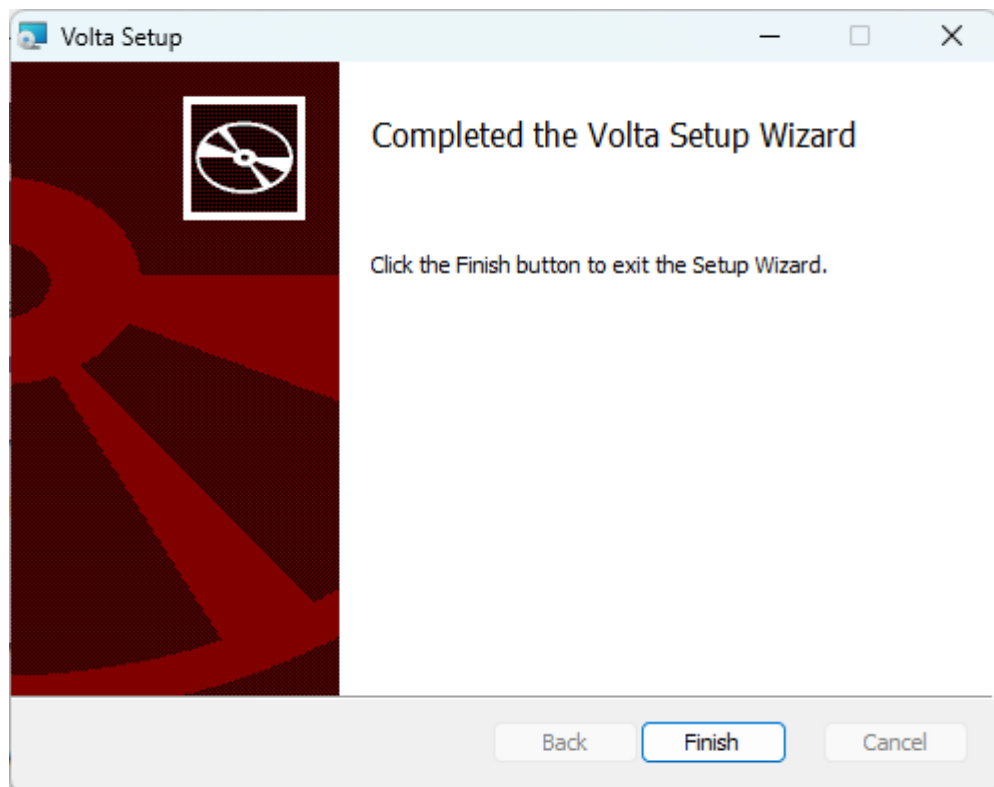 Volta Setup
Completed the Volta Setup Wizard
Click the Finish button to exit the Setup Wizard.
Back
Finish
Cancel